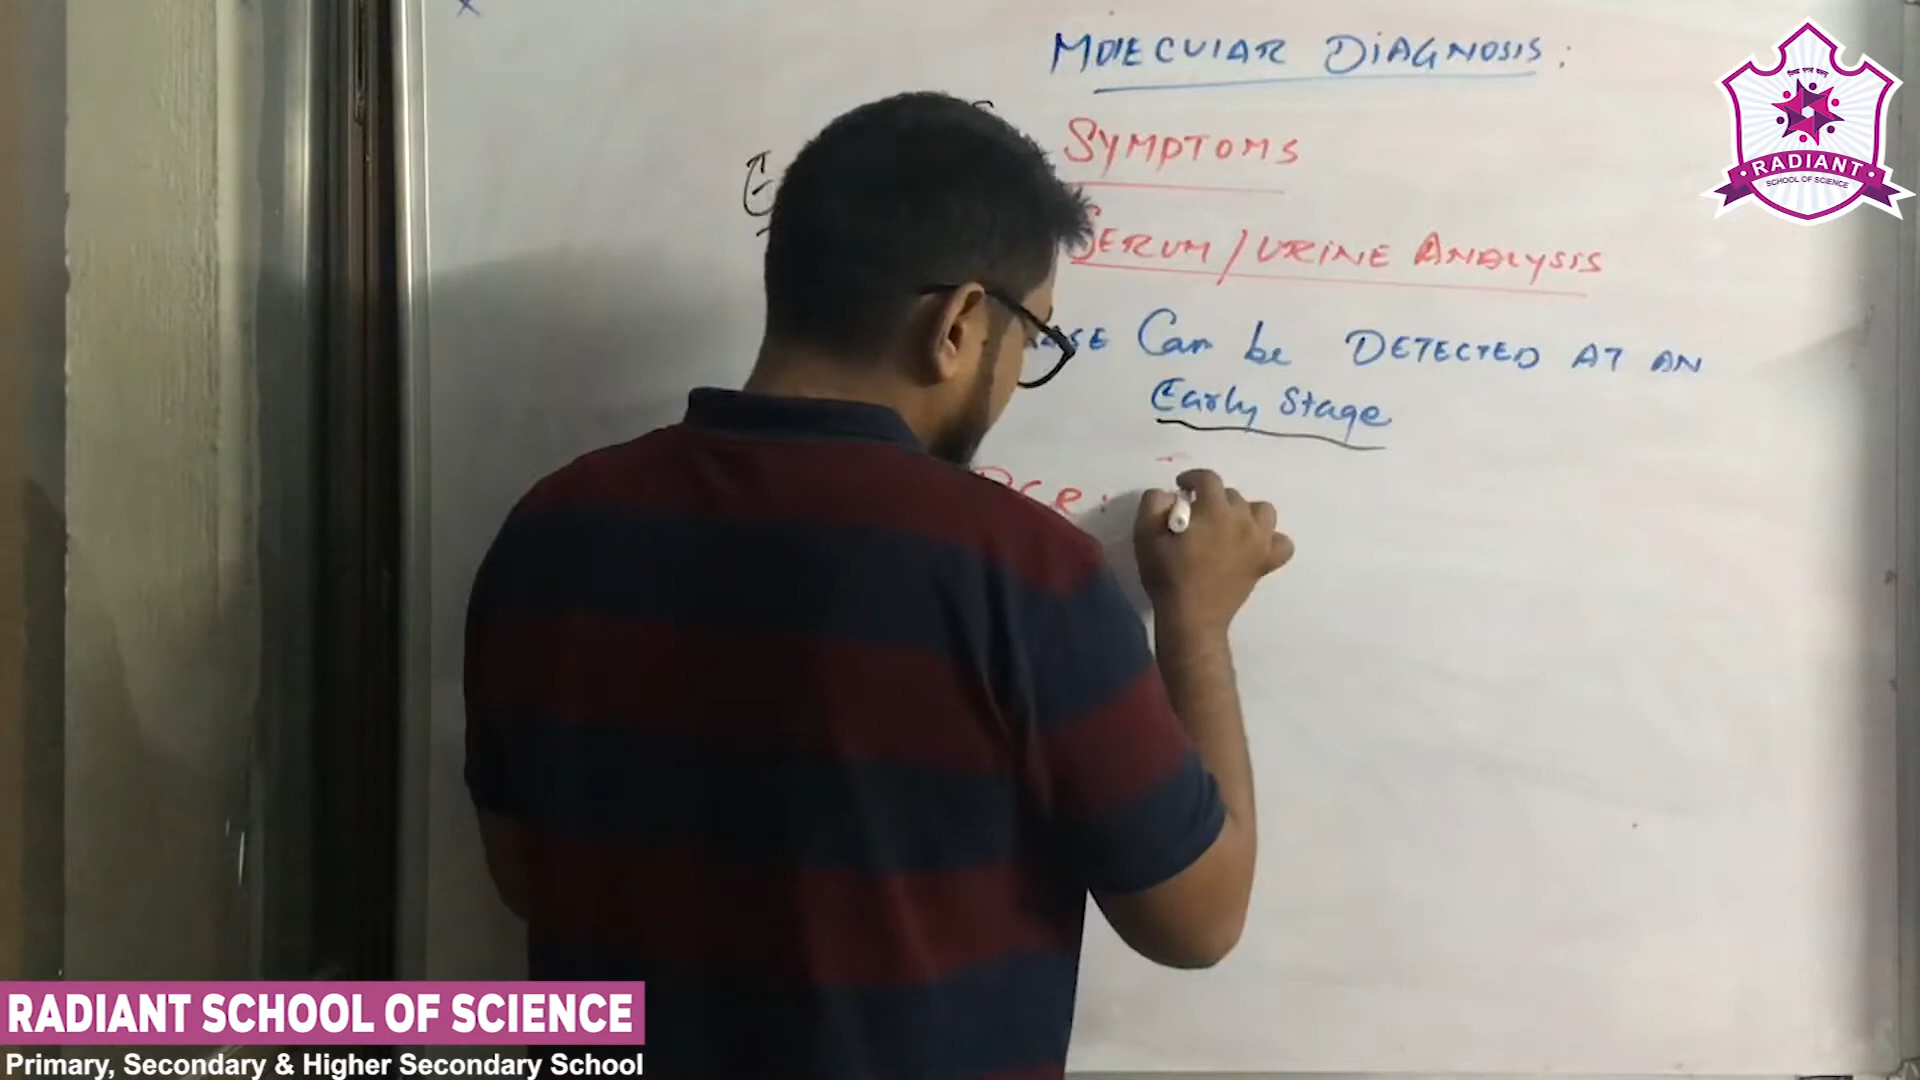 MOLECULAR DIAGNOSIS:
SYMPTOMS
SERUM/URINE ANALYSIS
Can be DETECTED AT AN
Early Stage
PCR:
RADIANT
SCHOOL OF SCIENCE
RADIANT SCHOOL OF SCIENCE
Primary, Secondary & Higher Secondary School